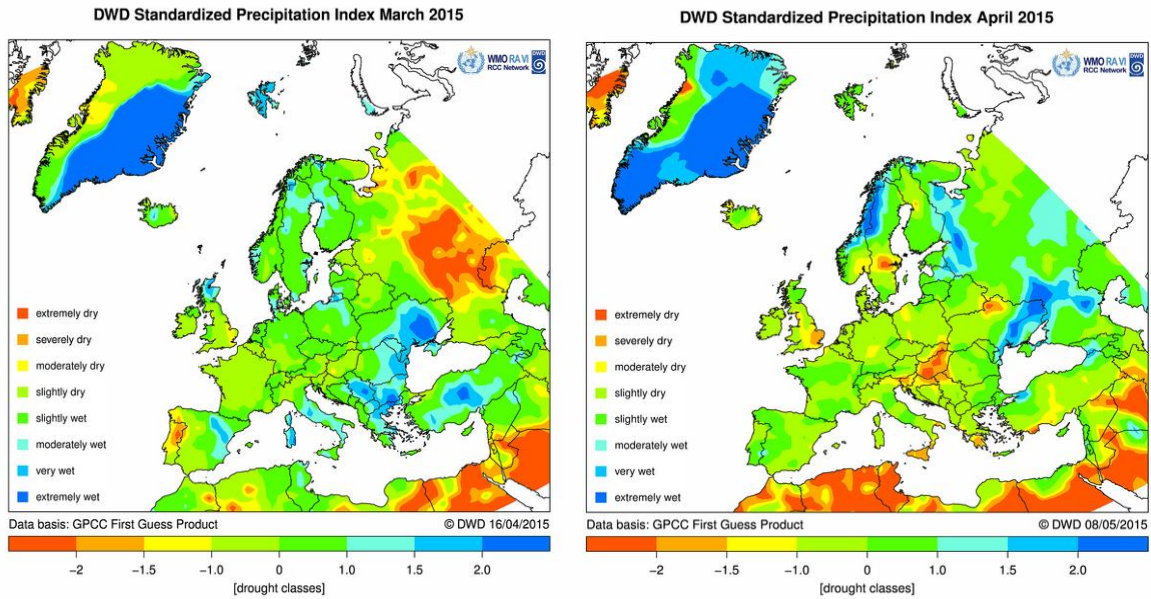 DWD Standardized Precipitation Index March 2015
WMO RA VI
RCC Network
DWD
extremely dry
severely dry
moderately dry
slightly dry
slightly wet
moderately wet
very wet
extremely wet
Data basis: GPCC First Guess Product
© DWD 16/04/2015
−2 −1.5 −1.0 0 1.0 1.5 2.0
[drought classes]
DWD Standardized Precipitation Index April 2015
WMO RA VI
RCC Network
DWD
extremely dry
severely dry
moderately dry
slightly dry
slightly wet
moderately wet
very wet
extremely wet
Data basis: GPCC First Guess Product
© DWD 08/05/2015
−2 −1.5 −1.0 0 1.0 1.5 2.0
[drought classes]